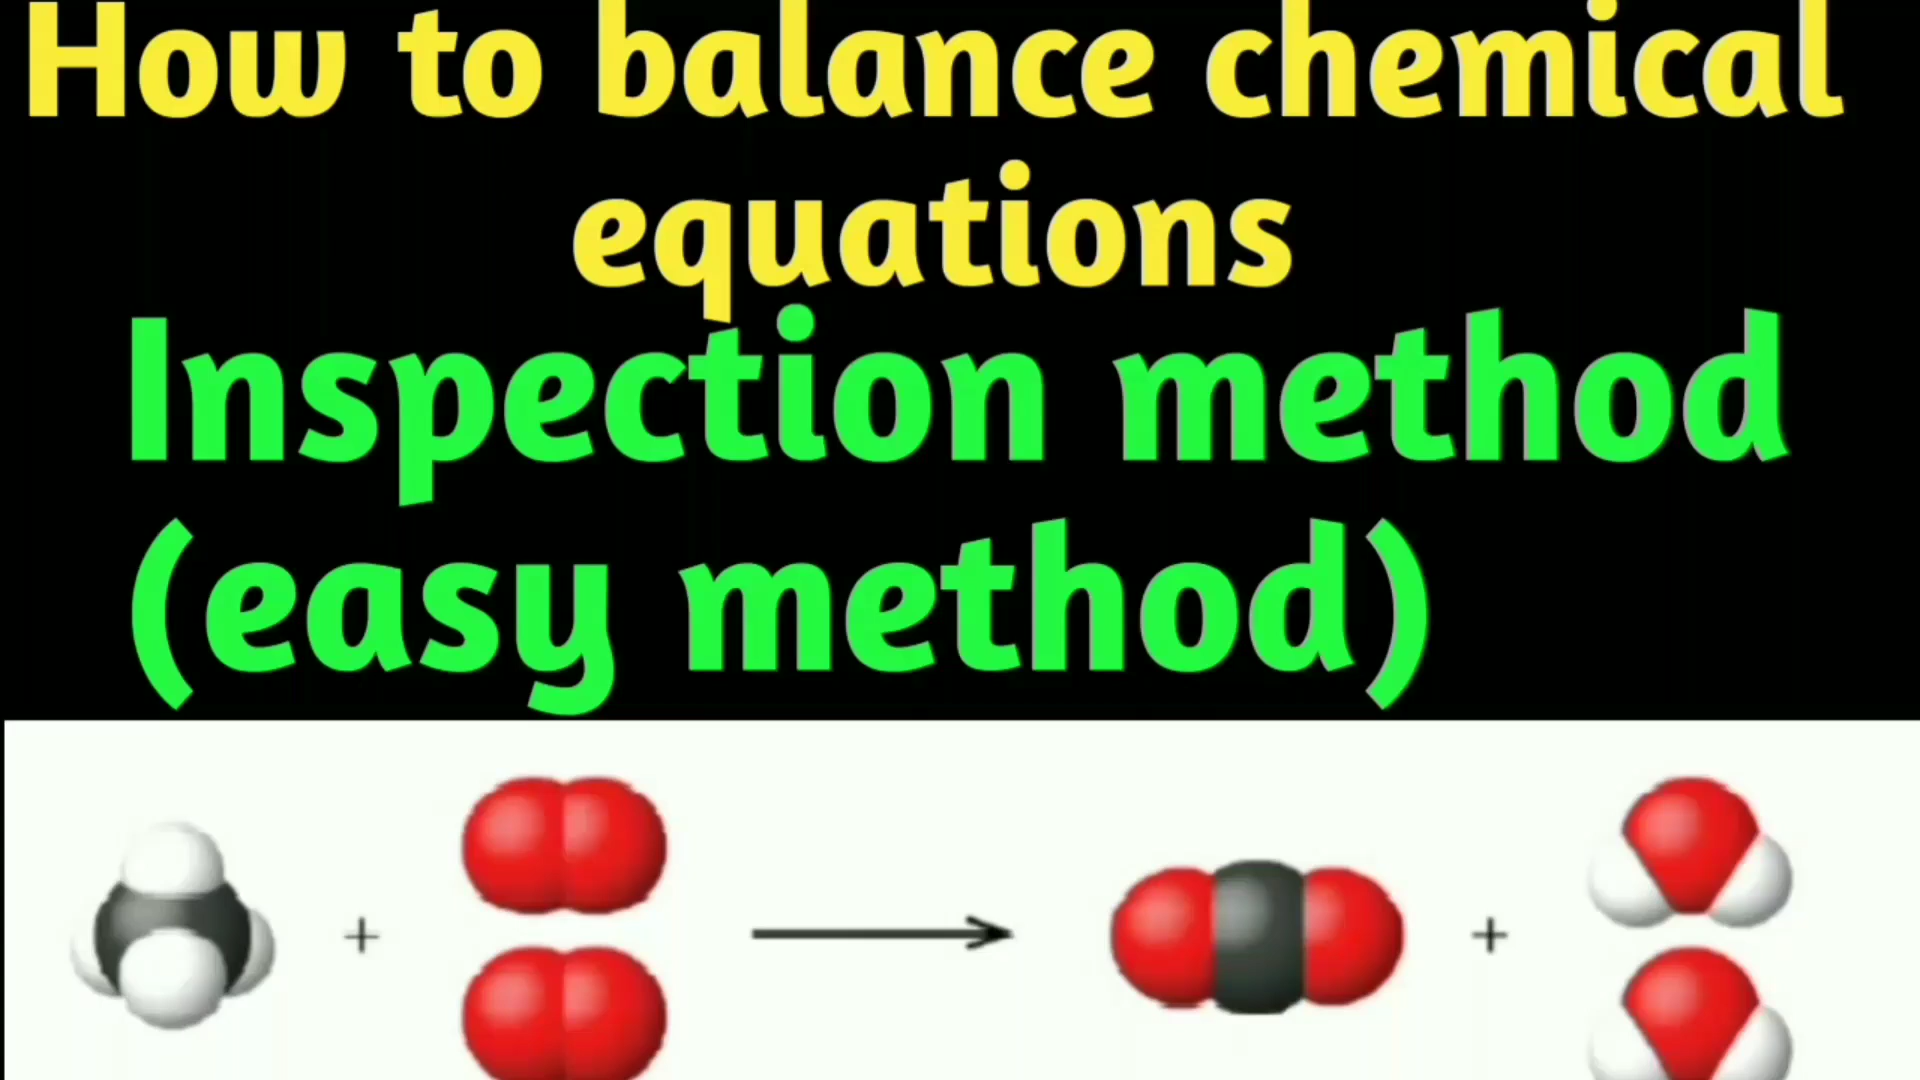 How to balance chemical
equations
Inspection method
(easy method)
+ +